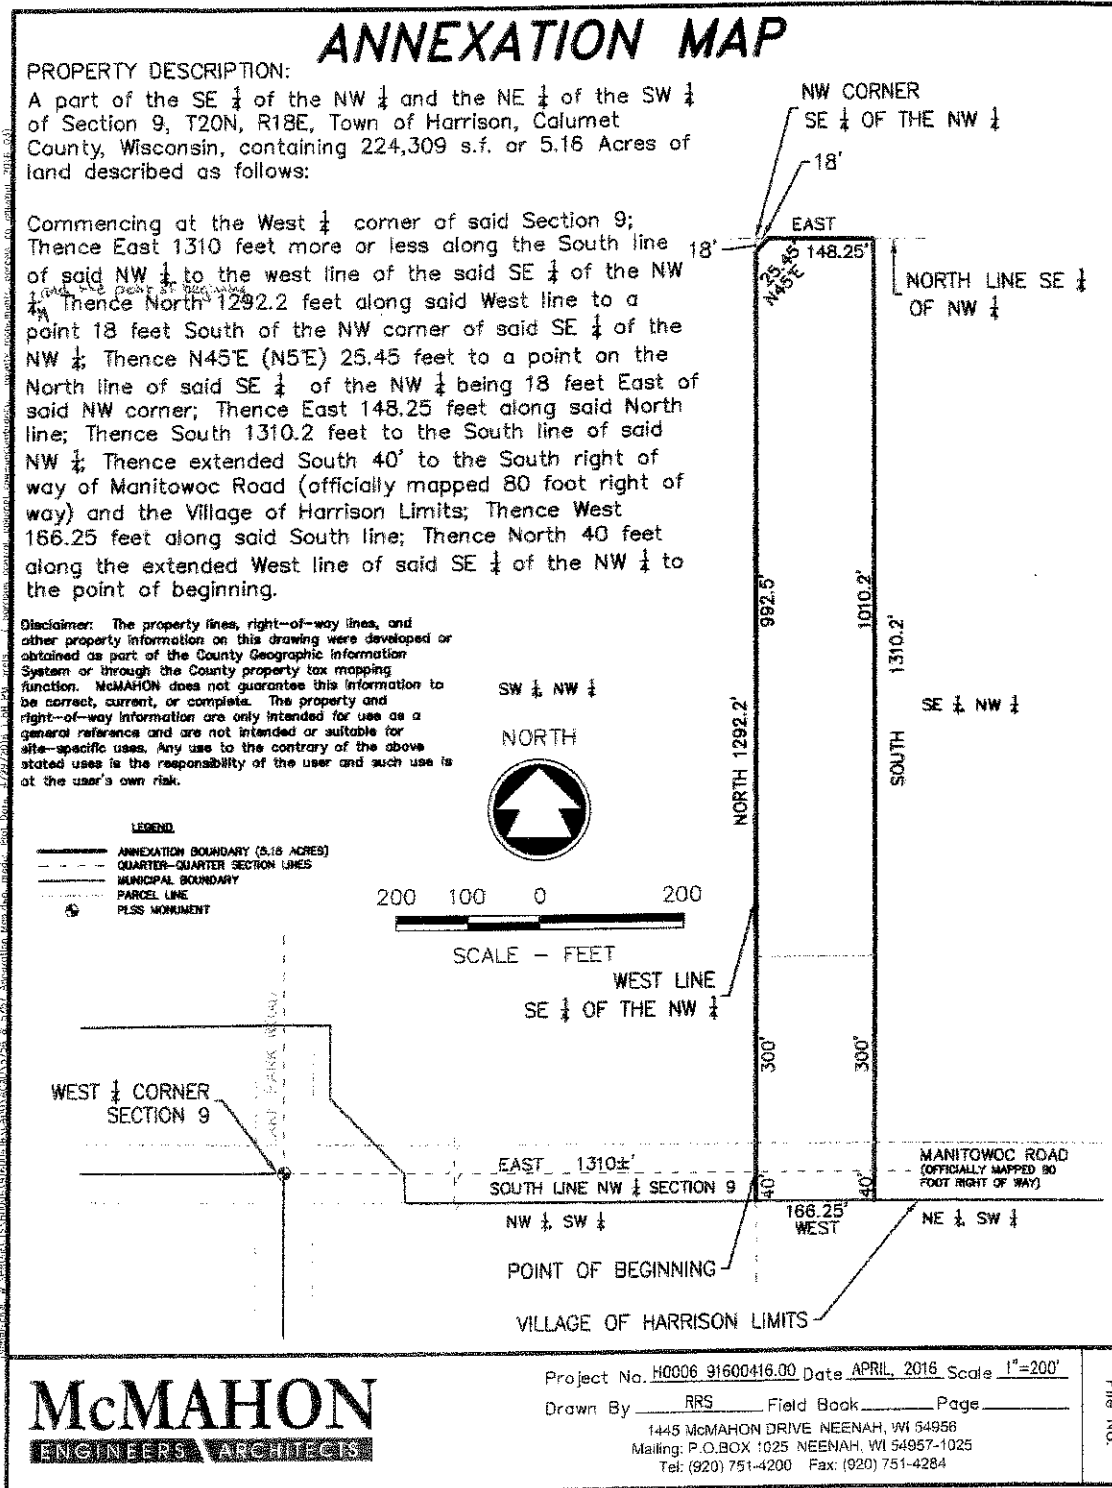 ANNEXATION MAP
PROPERTY DESCRIPTION:
A part of the SE 1/4 of the NW 1/4 and the NE 1/4 of the SW 1/4
of Section 9, T20N, R18E, Town of Harrison, Calumet
County, Wisconsin, containing 224,309 s.f. or 5.16 Acres of
land described as follows:
Commencing at the West 1/4 corner of said Section 9;
Thence East 1310 feet more or less along the South line
of said NW 1/4 to the west line of the said SE 1/4 of the NW
and the point of beginning
1/4; Thence North 1292.2 feet along said West line to a
point 18 feet South of the NW corner of said SE 1/4 of the
NW 1/4; Thence N45°E (N5°E) 25.45 feet to a point on the
North line of said SE 1/4 of the NW 1/4 being 18 feet East of
said NW corner; Thence East 148.25 feet along said North
line; Thence South 1310.2 feet to the South line of said
NW 1/4; Thence extended South 40' to the South right of
way of Manitowoc Road (officially mapped 80 foot right of
way) and the Village of Harrison Limits; Thence West
166.25 feet along said South line; Thence North 40 feet
along the extended West line of said SE 1/4 of the NW 1/4 to
the point of beginning.
Disclaimer: The property lines, right-of-way lines, and
other property information on this drawing were developed or
obtained as part of the County Geographic Information
System or through the County property tax mapping
function. McMAHON does not guarantee this information to
be correct, current, or complete. The property and
right-of-way information are only intended for use as a
general reference and are not intended or suitable for
site-specific uses. Any use to the contrary of the above
stated uses is the responsibility of the user and such use is
at the user's own risk.
LEGEND
ANNEXATION BOUNDARY (5.16 ACRES)
QUARTER-QUARTER SECTION LINES
MUNICIPAL BOUNDARY
PARCEL LINE
PLSS MONUMENT
NW CORNER
SE 1/4 OF THE NW 1/4
18'
EAST
18'
148.25'
25.45'
N45°E
NORTH LINE SE 1/4
OF NW 1/4
992.5'
1010.2'
SOUTH 1310.2'
NORTH 1292.2'
SW 1/4 NW 1/4
SE 1/4 NW 1/4
NORTH
200 100 0 200
SCALE - FEET
WEST LINE
SE 1/4 OF THE NW 1/4
300'
300'
PARK
WEST 1/4 CORNER
SECTION 9
EAST 1310±'
SOUTH LINE NW 1/4 SECTION 9
40'
40'
MANITOWOC ROAD
(OFFICIALLY MAPPED 80
FOOT RIGHT OF WAY)
166.25'
WEST
NW 1/4, SW 1/4
NE 1/4, SW 1/4
POINT OF BEGINNING
VILLAGE OF HARRISON LIMITS
McMAHON
ENGINEERS ARCHITECTS
Project No. H0006 91600416.00 Date APRIL, 2016 Scale 1"=200'
Drawn By RRS Field Book Page
1445 McMAHON DRIVE NEENAH, WI 54956
Mailing: P.O.BOX 1025 NEENAH, WI 54957-1025
Tel: (920) 751-4200 Fax: (920) 751-4284
File No.